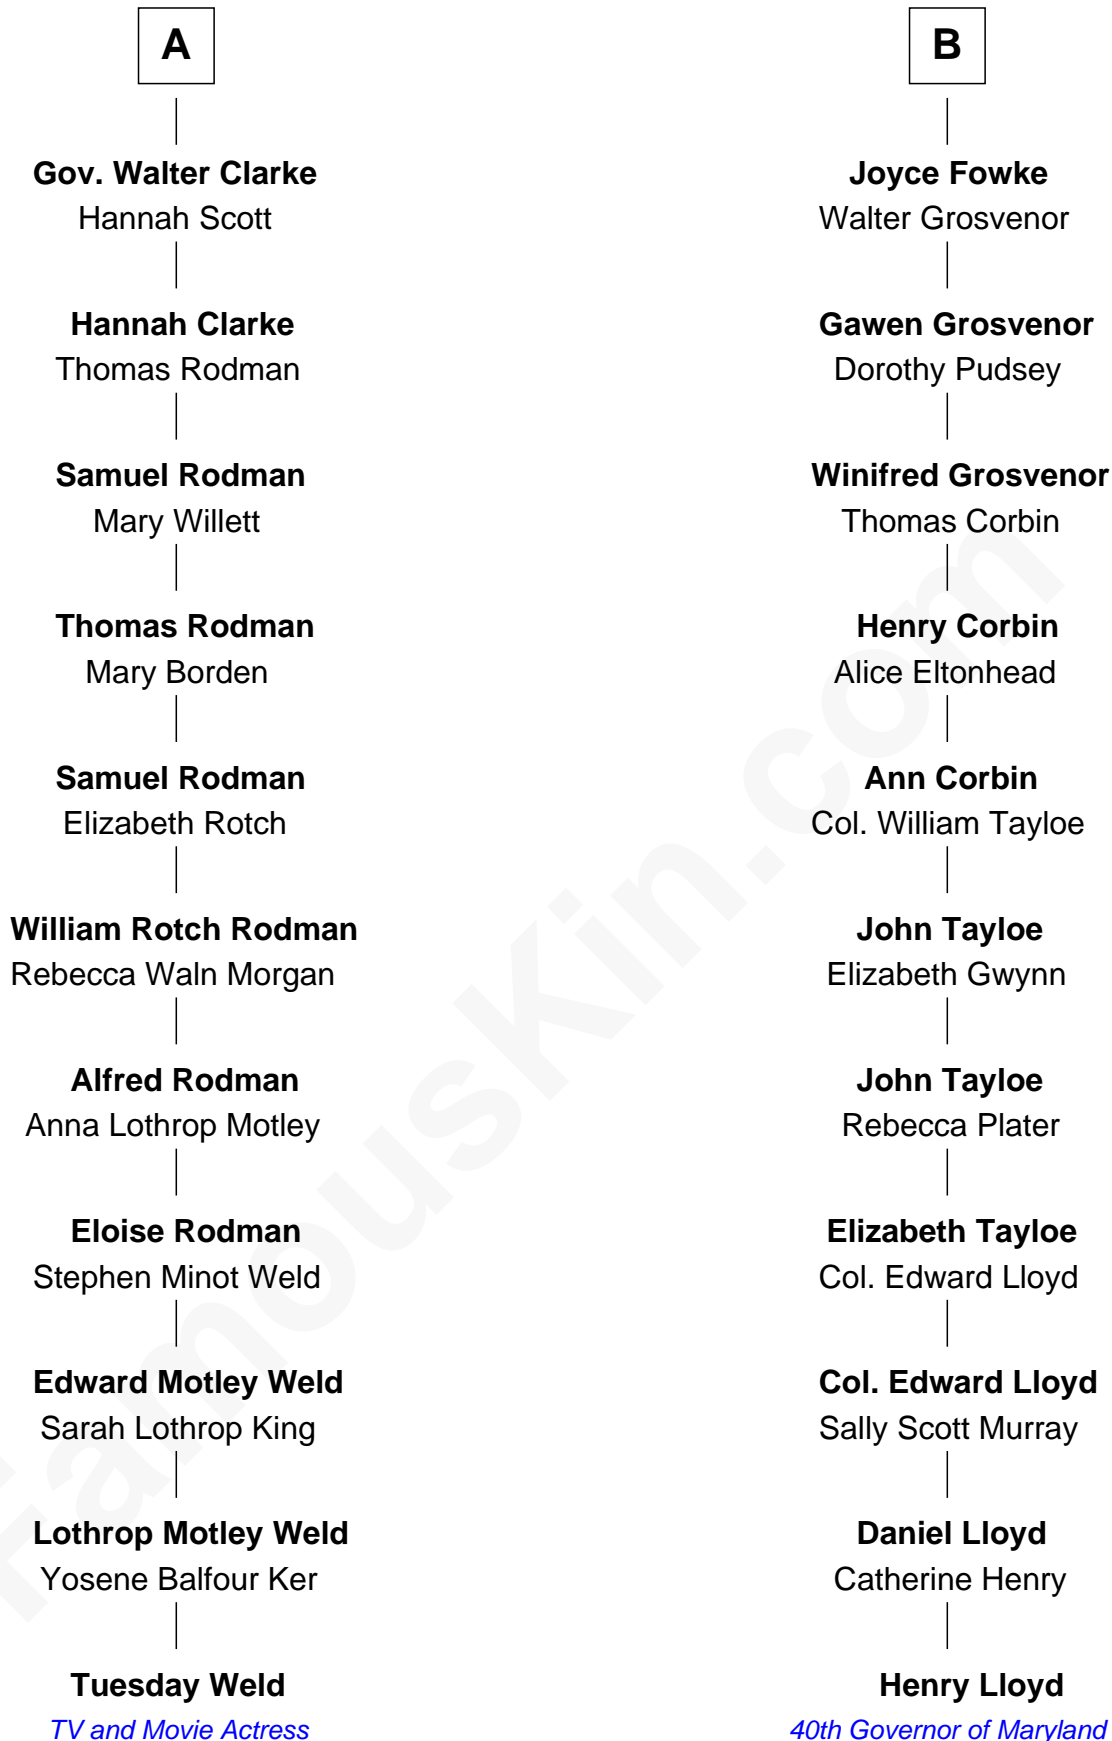 A
Gov. Walter Clarke
Hannah Scott
Hannah Clarke
Thomas Rodman
Samuel Rodman
Mary Willett
Thomas Rodman
Mary Borden
Samuel Rodman
Elizabeth Rotch
William Rotch Rodman
Rebecca Waln Morgan
Alfred Rodman
Anna Lothrop Motley
Eloise Rodman
Stephen Minot Weld
Edward Motley Weld
Sarah Lothrop King
Lothrop Motley Weld
Yosene Balfour Ker
Tuesday Weld
TV and Movie Actress
B
Joyce Fowke
Walter Grosvenor
Gawen Grosvenor
Dorothy Pudsey
Winifred Grosvenor
Thomas Corbin
Henry Corbin
Alice Eltonhead
Ann Corbin
Col. William Tayloe
John Tayloe
Elizabeth Gwynn
John Tayloe
Rebecca Plater
Elizabeth Tayloe
Col. Edward Lloyd
Col. Edward Lloyd
Sally Scott Murray
Daniel Lloyd
Catherine Henry
Henry Lloyd
40th Governor of Maryland
FamousKin.com